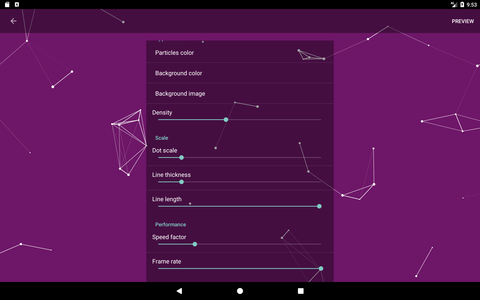 9:53
PREVIEW
Particles color
Background color
Background image
Density
Scale
Dot scale
Line thickness
Line length
Performance
Speed factor
Frame rate